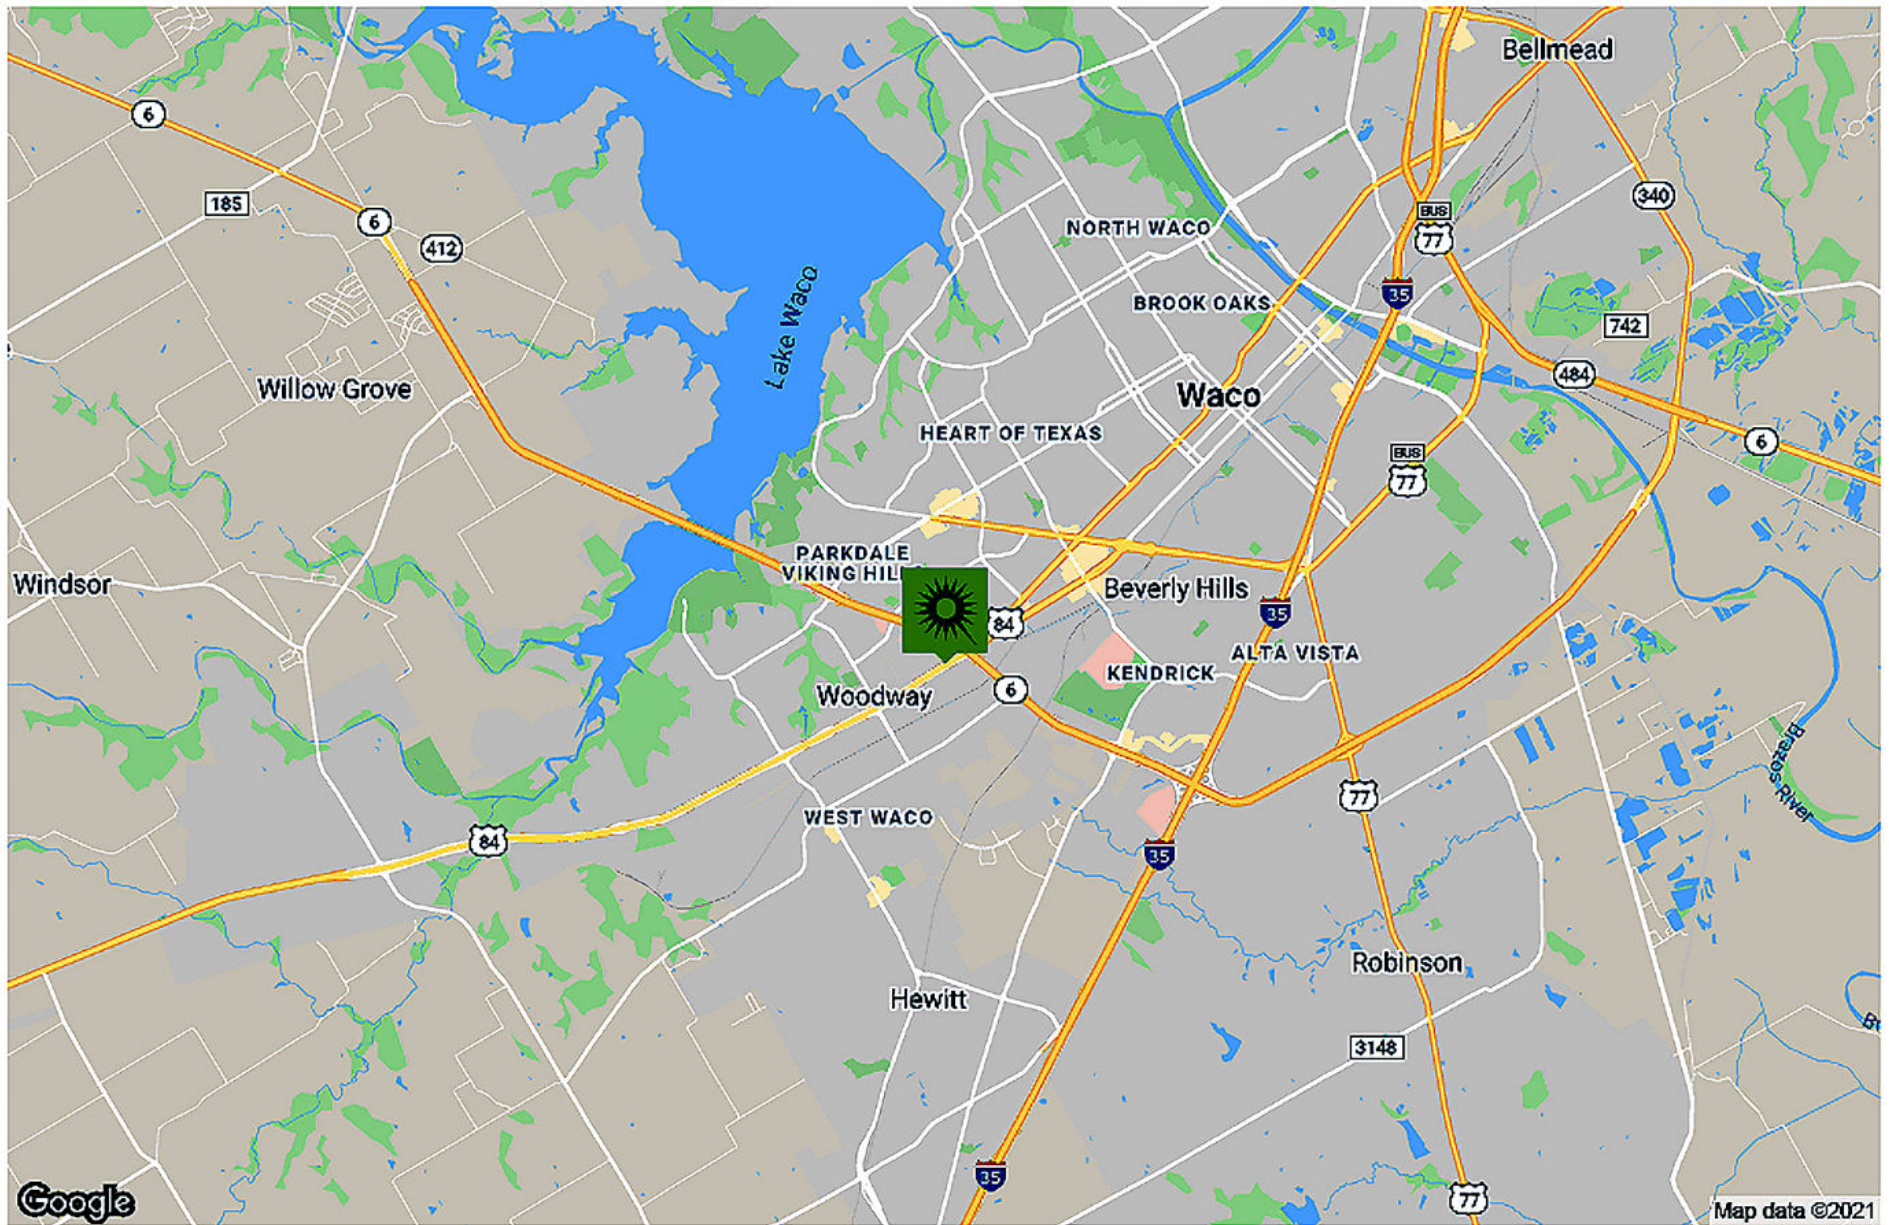 Bellmead
6
340
185
BUS
77
6
412
NORTH WACO
35
Lake Waco
BROOK OAKS
742
484
Willow Grove
Waco
HEART OF TEXAS
6
BUS
77
PARKDALE
VIKING HIL
Windsor
Beverly Hills
84
35
ALTA VISTA
KENDRICK
6
Woodway
Brazos River
77
WEST WACO
84
35
Robinson
Hewitt
3148
35
77
Google
Map data ©2021